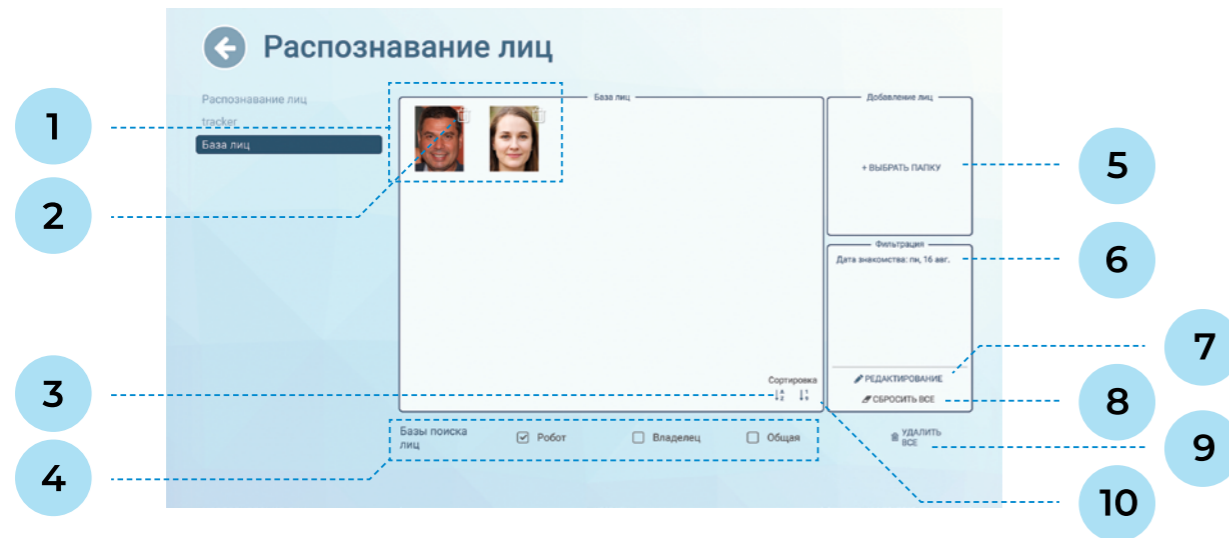 Распознавание лиц
Распознавание лиц
tracker
База лиц
База лиц
Добавление лиц
+ ВЫБРАТЬ ПАПКУ
Фильтрация
Дата знакомства: пн, 16 авг.
РЕДАКТИРОВАНИЕ
СБРОСИТЬ ВСЕ
Сортировка
Базы поиска
лиц
Робот
Владелец
Общая
УДАЛИТЬ
ВСЕ
1
2
3
4
5
6
7
8
9
10